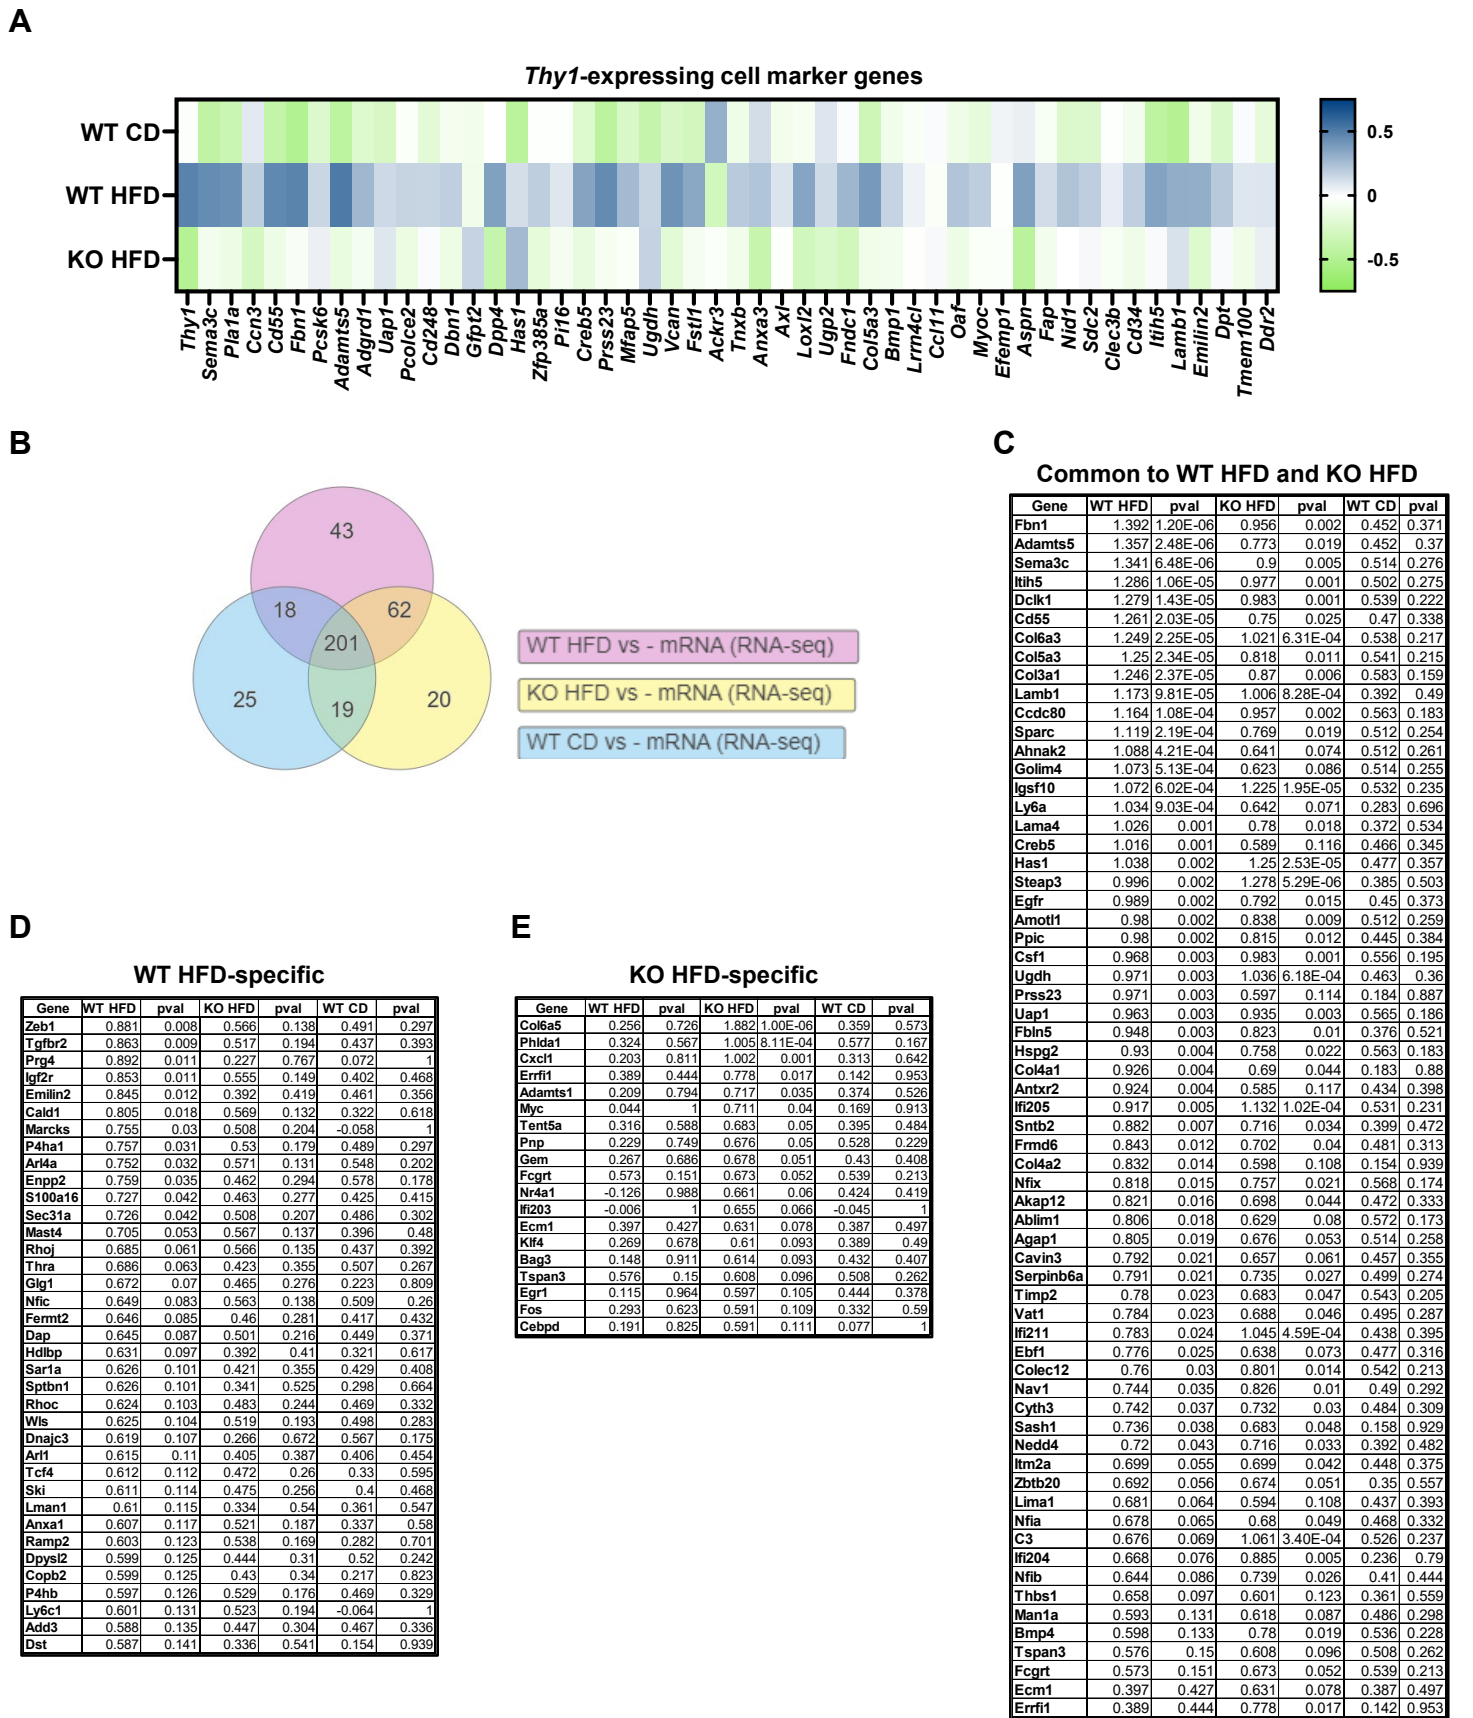 A
Thy1-expressing cell marker genes
WT CD
WT HFD
KO HFD
0.5
0
-0.5
Thy1
Sema3c
Pla1a
Ccn3
Cd55
Fbn1
Pcsk6
Adamts5
Adgrd1
Uap1
Pcolce2
Cd248
Dbn1
Gfpt2
Dpp4
Has1
Zfp385a
Pi16
Creb5
Prss23
Mfap5
Ugdh
Vcan
Fstl1
Ackr3
Tnxb
Anxa3
Axl
Loxl2
Ugp2
Fndc1
Col5a3
Bmp1
Lrrn4cl
Ccl11
Oaf
Myoc
Efemp1
Aspn
Fap
Nid1
Sdc2
Clec3b
Cd34
Itih5
Lamb1
Emilin2
Dpt
Tmem100
Ddr2
B
43
18
62
201
25
19
20
WT HFD vs - mRNA (RNA-seq)
KO HFD vs - mRNA (RNA-seq)
WT CD vs - mRNA (RNA-seq)
C
Common to WT HFD and KO HFD
Gene WT HFD pval KO HFD pval WT CD pval
Fbn1 1.392 1.20E-06 0.956 0.002 0.452 0.371
Adamts5 1.357 2.48E-06 0.773 0.019 0.452 0.37
Sema3c 1.341 6.48E-06 0.9 0.005 0.514 0.276
Itih5 1.286 1.06E-05 0.977 0.001 0.502 0.275
Dclk1 1.279 1.43E-05 0.983 0.001 0.539 0.222
Cd55 1.261 2.03E-05 0.75 0.025 0.47 0.338
Col6a3 1.249 2.25E-05 1.021 6.31E-04 0.538 0.217
Col5a3 1.25 2.34E-05 0.818 0.011 0.541 0.215
Col3a1 1.246 2.37E-05 0.87 0.006 0.583 0.159
Lamb1 1.173 9.81E-05 1.006 8.28E-04 0.392 0.49
Ccdc80 1.164 1.08E-04 0.957 0.002 0.563 0.183
Sparc 1.119 2.19E-04 0.769 0.019 0.512 0.254
Ahnak2 1.088 4.21E-04 0.641 0.074 0.512 0.261
Golim4 1.073 5.13E-04 0.623 0.086 0.514 0.255
Igsf10 1.072 6.02E-04 1.225 1.95E-05 0.532 0.235
Ly6a 1.034 9.03E-04 0.642 0.071 0.283 0.696
Lama4 1.026 0.001 0.78 0.018 0.372 0.534
Creb5 1.016 0.001 0.589 0.116 0.466 0.345
Has1 1.038 0.002 1.25 2.53E-05 0.477 0.357
Steap3 0.996 0.002 1.278 5.29E-06 0.385 0.503
Egfr 0.989 0.002 0.792 0.015 0.45 0.373
Amotl1 0.98 0.002 0.838 0.009 0.512 0.259
Ppic 0.98 0.002 0.815 0.012 0.445 0.384
Csf1 0.968 0.003 0.983 0.001 0.556 0.195
Ugdh 0.971 0.003 1.036 6.18E-04 0.463 0.36
Prss23 0.971 0.003 0.597 0.114 0.184 0.887
Uap1 0.963 0.003 0.935 0.003 0.565 0.186
Fbln5 0.948 0.003 0.823 0.01 0.376 0.521
Hspg2 0.93 0.004 0.758 0.022 0.563 0.183
Col4a1 0.926 0.004 0.69 0.044 0.183 0.88
Antxr2 0.924 0.004 0.585 0.117 0.434 0.398
Ifi205 0.917 0.005 1.132 1.02E-04 0.531 0.231
Sntb2 0.882 0.007 0.716 0.034 0.399 0.472
Frmd6 0.843 0.012 0.702 0.04 0.481 0.313
Col4a2 0.832 0.014 0.598 0.108 0.154 0.939
Nfix 0.818 0.015 0.757 0.021 0.568 0.174
Akap12 0.821 0.016 0.698 0.044 0.472 0.333
Ablim1 0.806 0.018 0.629 0.08 0.572 0.173
Agap1 0.805 0.019 0.676 0.053 0.514 0.258
Cavin3 0.792 0.021 0.657 0.061 0.457 0.355
Serpinb6a 0.791 0.021 0.735 0.027 0.499 0.274
Timp2 0.78 0.023 0.683 0.047 0.543 0.205
Vat1 0.784 0.023 0.688 0.046 0.495 0.287
Ifi211 0.783 0.024 1.045 4.59E-04 0.438 0.395
Ebf1 0.776 0.025 0.638 0.073 0.477 0.316
Colec12 0.76 0.03 0.801 0.014 0.542 0.213
Nav1 0.744 0.035 0.826 0.01 0.49 0.292
Cyth3 0.742 0.037 0.732 0.03 0.484 0.309
Sash1 0.736 0.038 0.683 0.048 0.158 0.929
Nedd4 0.72 0.043 0.716 0.033 0.392 0.482
Itm2a 0.699 0.055 0.699 0.042 0.448 0.375
Zbtb20 0.692 0.056 0.674 0.051 0.35 0.557
Lima1 0.681 0.064 0.594 0.108 0.437 0.393
Nfia 0.678 0.065 0.68 0.049 0.468 0.332
C3 0.676 0.069 1.061 3.40E-04 0.526 0.237
Ifi204 0.668 0.076 0.885 0.005 0.236 0.79
Nfib 0.644 0.086 0.739 0.026 0.41 0.444
Thbs1 0.658 0.097 0.601 0.123 0.361 0.559
Man1a 0.593 0.131 0.618 0.087 0.486 0.298
Bmp4 0.598 0.133 0.78 0.019 0.536 0.228
Tspan3 0.576 0.15 0.608 0.096 0.508 0.262
Fcgrt 0.573 0.151 0.673 0.052 0.539 0.213
Ecm1 0.397 0.427 0.631 0.078 0.387 0.497
Errfi1 0.389 0.444 0.778 0.017 0.142 0.953
D
WT HFD-specific
Gene WT HFD pval KO HFD pval WT CD pval
Zeb1 0.881 0.008 0.566 0.138 0.491 0.297
Tgfbr2 0.863 0.009 0.517 0.194 0.437 0.393
Prg4 0.892 0.011 0.227 0.767 0.072 1
Igf2r 0.853 0.011 0.555 0.149 0.402 0.468
Emilin2 0.845 0.012 0.392 0.419 0.461 0.356
Cald1 0.805 0.018 0.569 0.132 0.322 0.618
Marcks 0.755 0.03 0.508 0.204 -0.058 1
P4ha1 0.757 0.031 0.53 0.179 0.489 0.297
Arl4a 0.752 0.032 0.571 0.131 0.548 0.202
Enpp2 0.759 0.035 0.462 0.294 0.578 0.178
S100a16 0.727 0.042 0.463 0.277 0.425 0.415
Sec31a 0.726 0.042 0.508 0.207 0.486 0.302
Mast4 0.705 0.053 0.567 0.137 0.396 0.48
Rhoj 0.685 0.061 0.566 0.135 0.437 0.392
Thra 0.686 0.063 0.423 0.355 0.507 0.267
Glg1 0.672 0.07 0.465 0.276 0.223 0.809
Nfic 0.649 0.083 0.563 0.138 0.509 0.26
Fermt2 0.646 0.085 0.46 0.281 0.417 0.432
Dap 0.645 0.087 0.501 0.216 0.449 0.371
Hdlbp 0.631 0.097 0.392 0.41 0.321 0.617
Sar1a 0.626 0.101 0.421 0.355 0.429 0.408
Sptbn1 0.626 0.101 0.341 0.525 0.298 0.664
Rhoc 0.624 0.103 0.483 0.244 0.469 0.332
Wls 0.625 0.104 0.519 0.193 0.498 0.283
Dnajc3 0.619 0.107 0.266 0.672 0.567 0.175
Arl1 0.615 0.11 0.405 0.387 0.406 0.454
Tcf4 0.612 0.112 0.472 0.26 0.33 0.595
Ski 0.611 0.114 0.475 0.256 0.4 0.468
Lman1 0.61 0.115 0.334 0.54 0.361 0.547
Anxa1 0.607 0.117 0.521 0.187 0.337 0.58
Ramp2 0.603 0.123 0.538 0.169 0.282 0.701
Dpysl2 0.599 0.125 0.444 0.31 0.52 0.242
Copb2 0.599 0.125 0.43 0.34 0.217 0.823
P4hb 0.597 0.126 0.529 0.176 0.469 0.329
Ly6c1 0.601 0.131 0.523 0.194 -0.064 1
Add3 0.588 0.135 0.447 0.304 0.467 0.336
Dst 0.587 0.141 0.336 0.541 0.154 0.939
E
KO HFD-specific
Gene WT HFD pval KO HFD pval WT CD pval
Col6a5 0.256 0.726 1.882 1.00E-06 0.359 0.573
Phlda1 0.324 0.567 1.005 8.11E-04 0.577 0.167
Cxcl1 0.203 0.811 1.002 0.001 0.313 0.642
Errfi1 0.389 0.444 0.778 0.017 0.142 0.953
Adamts1 0.209 0.794 0.717 0.035 0.374 0.526
Myc 0.044 1 0.711 0.04 0.169 0.913
Tent5a 0.316 0.588 0.683 0.05 0.395 0.484
Pnp 0.229 0.749 0.676 0.05 0.528 0.229
Gem 0.267 0.686 0.678 0.051 0.43 0.408
Fcgrt 0.573 0.151 0.673 0.052 0.539 0.213
Nr4a1 -0.126 0.988 0.661 0.06 0.424 0.419
Ifi203 -0.006 1 0.655 0.066 -0.045 1
Ecm1 0.397 0.427 0.631 0.078 0.387 0.497
Klf4 0.269 0.678 0.61 0.093 0.389 0.49
Bag3 0.148 0.911 0.614 0.093 0.432 0.407
Tspan3 0.576 0.15 0.608 0.096 0.508 0.262
Egr1 0.115 0.964 0.597 0.105 0.444 0.378
Fos 0.293 0.623 0.591 0.109 0.332 0.59
Cebpd 0.191 0.825 0.591 0.111 0.077 1